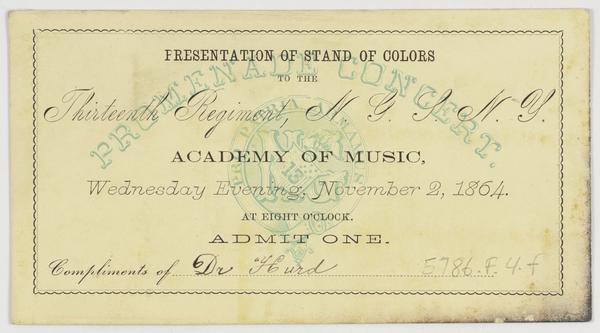 PRESENTATION OF STAND OF COLORS
TO THE
PROMENADE CONCERT.
Thirteenth Regiment, N. G. S. N. Y.
ACADEMY OF MUSIC,
Wednesday Evening, November 2, 1864.
AT EIGHT O'CLOCK.
ADMIT ONE.
Compliments of Dr Hurd 5786.F.4.f